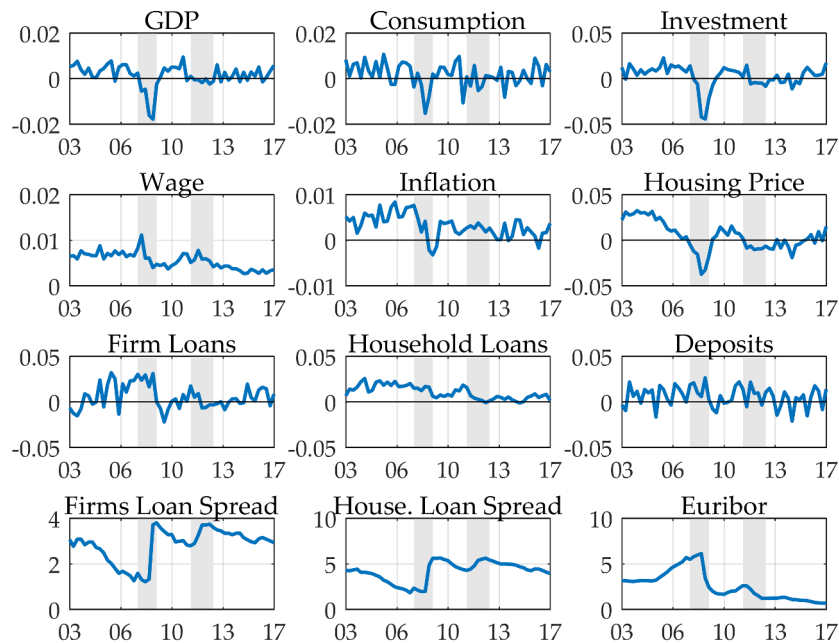 GDP Consumption Investment
0.02 0.02 0.05
0 0 0
-0.02 -0.02 -0.05
03 06 10 13 17 03 06 10 13 17 03 06 10 13 17
Wage Inflation Housing Price
0.02 0.01 0.05
0.01 0 0
0 -0.01 -0.05
03 06 10 13 17 03 06 10 13 17 03 06 10 13 17
Firm Loans Household Loans Deposits
0.05 0.05 0.05
0 0 0
-0.05 -0.05 -0.05
03 06 10 13 17 03 06 10 13 17 03 06 10 13 17
Firms Loan Spread House. Loan Spread Euribor
4 10 10
2 5 5
0 0 0
03 06 10 13 17 03 06 10 13 17 03 06 10 13 17